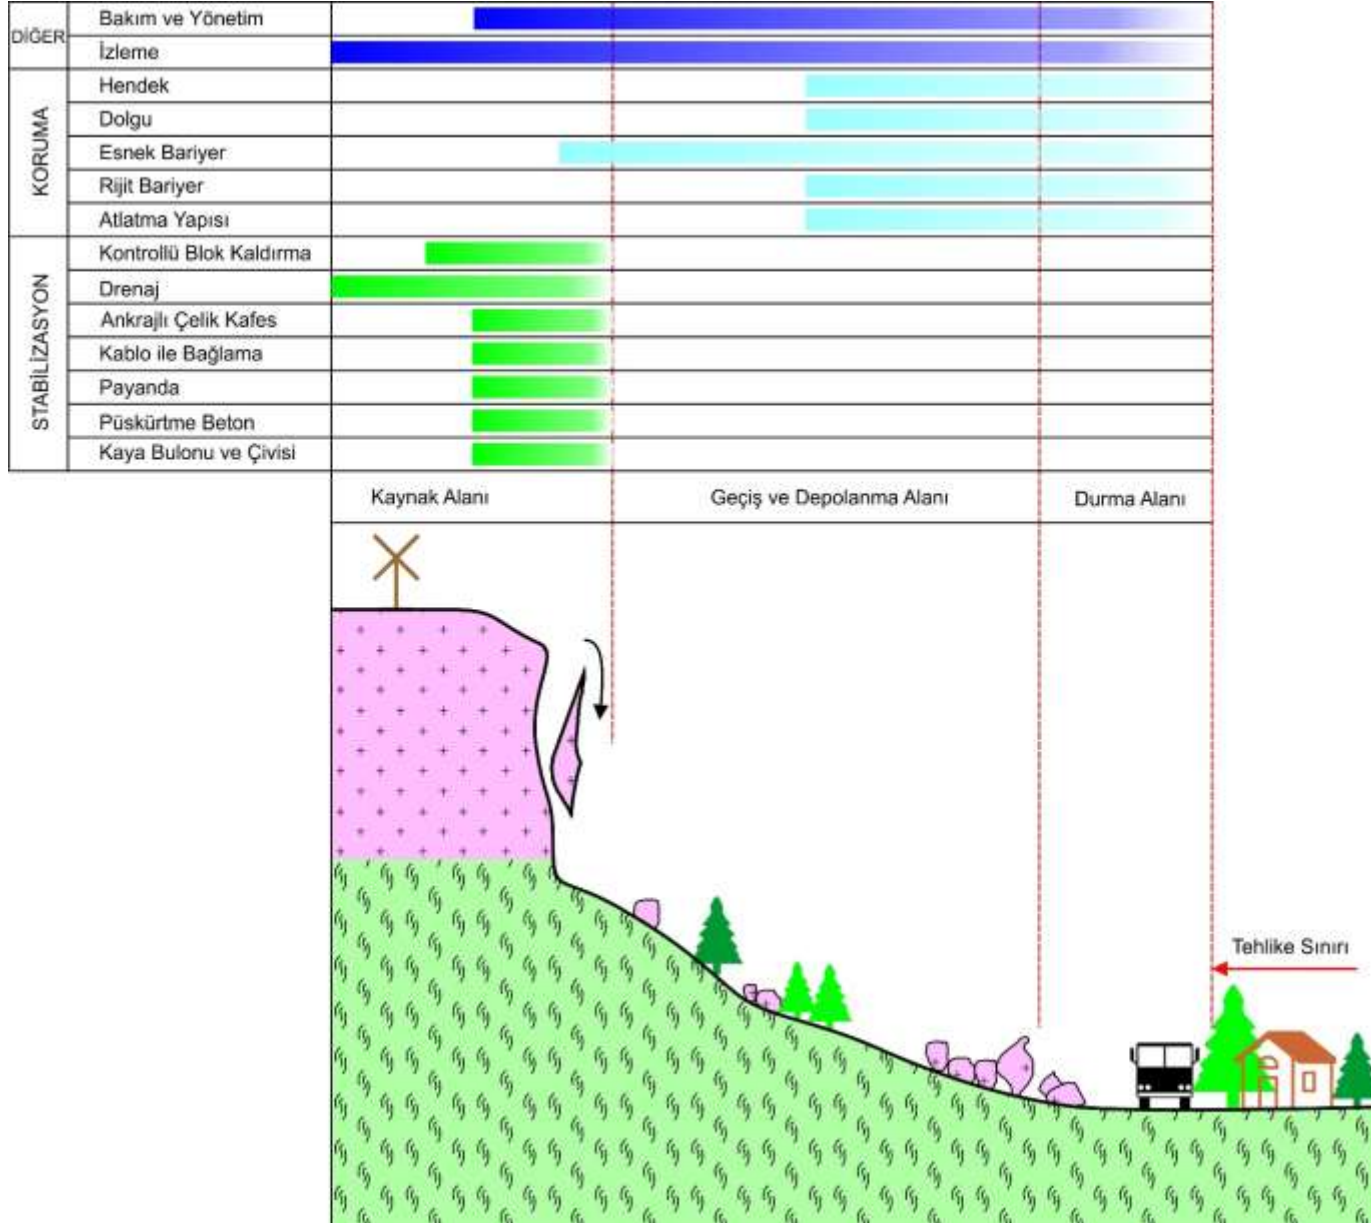 DİĞER
Bakım ve Yönetim
İzleme
KORUMA
Hendek
Dolgu
Esnek Bariyer
Rijit Bariyer
Atlatma Yapısı
STABİLİZASYON
Kontrollü Blok Kaldırma
Drenaj
Ankrajlı Çelik Kafes
Kablo ile Bağlama
Payanda
Püskürtme Beton
Kaya Bulonu ve Çivisi
Kaynak Alanı
Geçiş ve Depolanma Alanı
Durma Alanı
Tehlike Sınırı